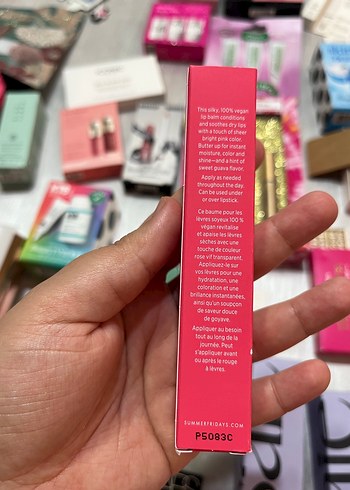 This silky, 100% vegan
lip balm conditions
and soothes dry lips
with a touch of sheer
bright pink color.
Butter up for instant
moisture, color and
shine—and a hint of
sweet guava flavor.
Apply as needed
throughout the day.
Can be used under
or over lipstick.
Ce baume pour les
lèvres soyeux 100 %
végan revitalise
et apaise les lèvres
sèches avec une
touche de couleur
rose vif transparent.
Appliquez-le sur
vos lèvres pour une
hydratation, une
coloration et une
brillance instantanées,
ainsi qu'un soupçon
de saveur douce
de goyave.
Appliquer au besoin
tout au long de la
journée. Peut
s'appliquer avant
ou après le rouge
à lèvres.
SUMMERFRIDAYS.COM
P5083C